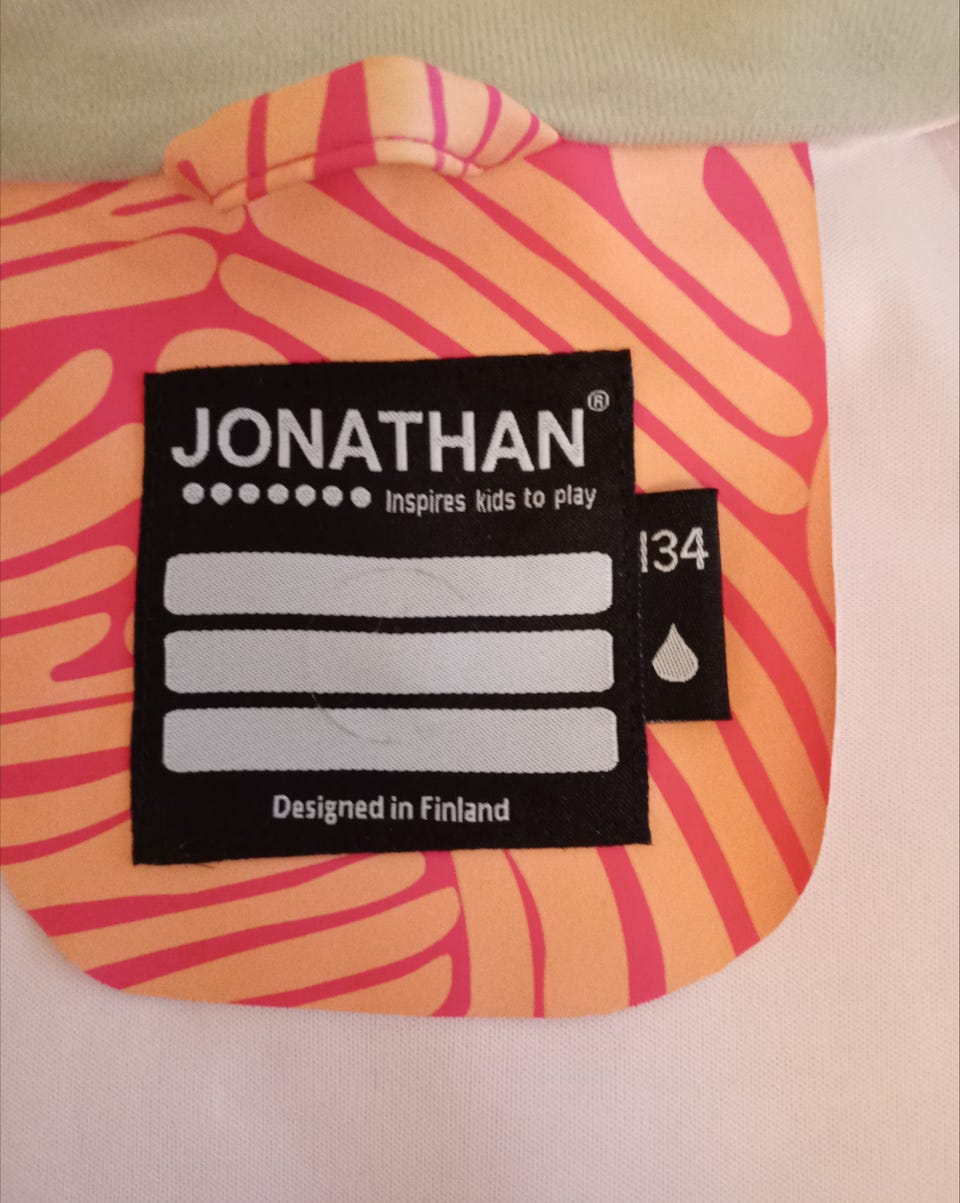 JONATHAN®
Inspires kids to play
134
Designed in Finland